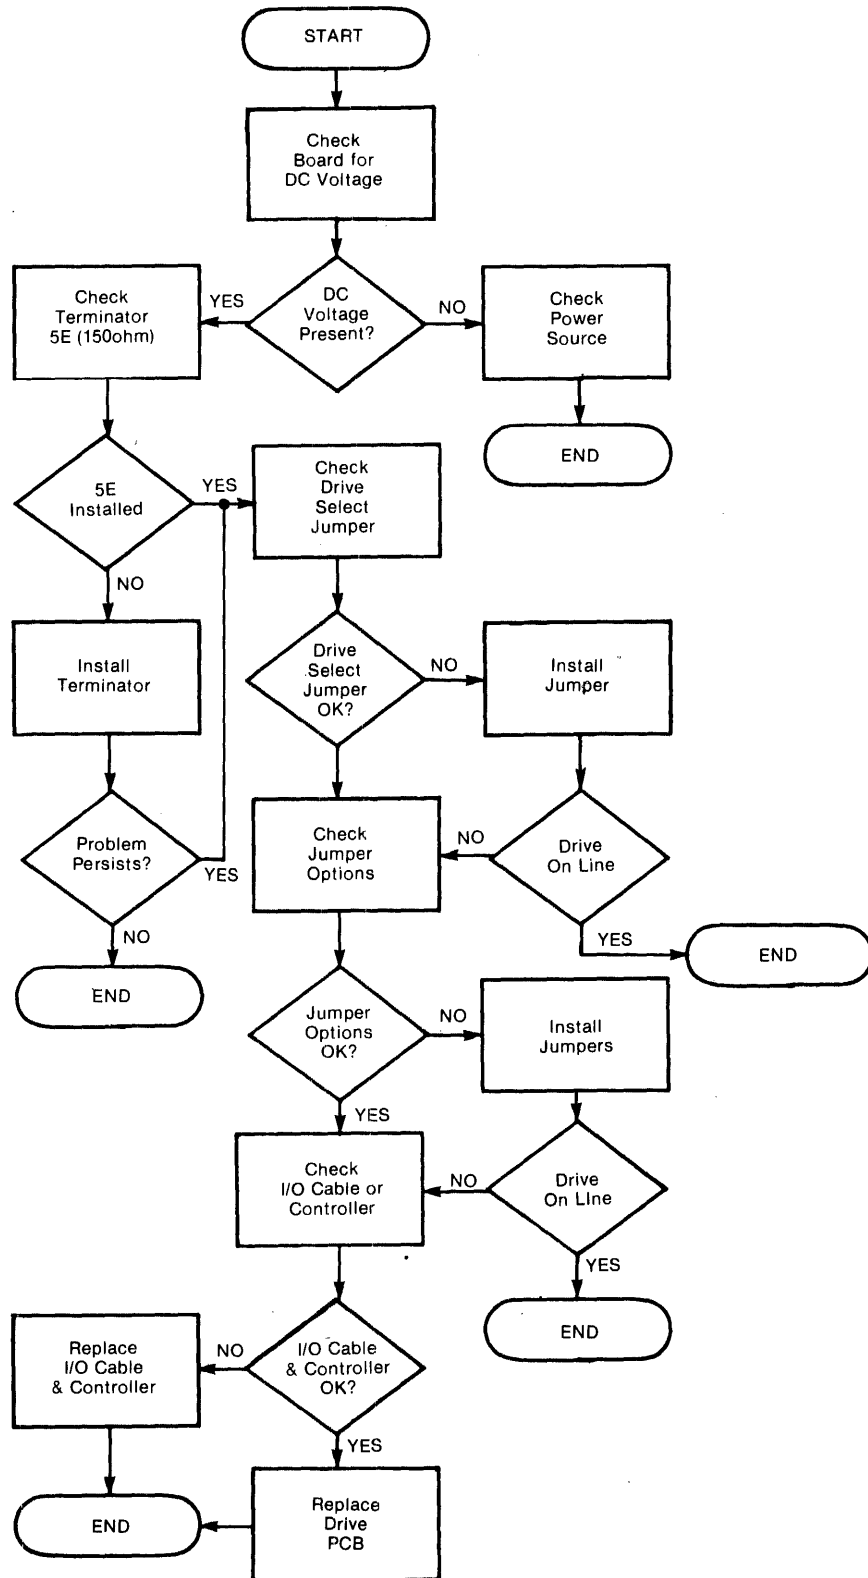 START
Check
Board for
DC Voltage
DC
Voltage
Present?
YES
NO
Check
Terminator
5E (150ohm)
Check
Power
Source
END
5E
Installed
YES
NO
Check
Drive
Select
Jumper
Install
Terminator
Drive
Select
Jumper
OK?
NO
Install
Jumper
Problem
Persists?
YES
NO
END
Check
Jumper
Options
NO
Drive
On Line
YES
END
Jumper
Options
OK?
NO
YES
Install
Jumpers
Check
I/O Cable or
Controller
NO
Drive
On LIne
YES
END
I/O Cable
& Controller
OK?
NO
YES
Replace
I/O Cable
& Controller
END
Replace
Drive
PCB